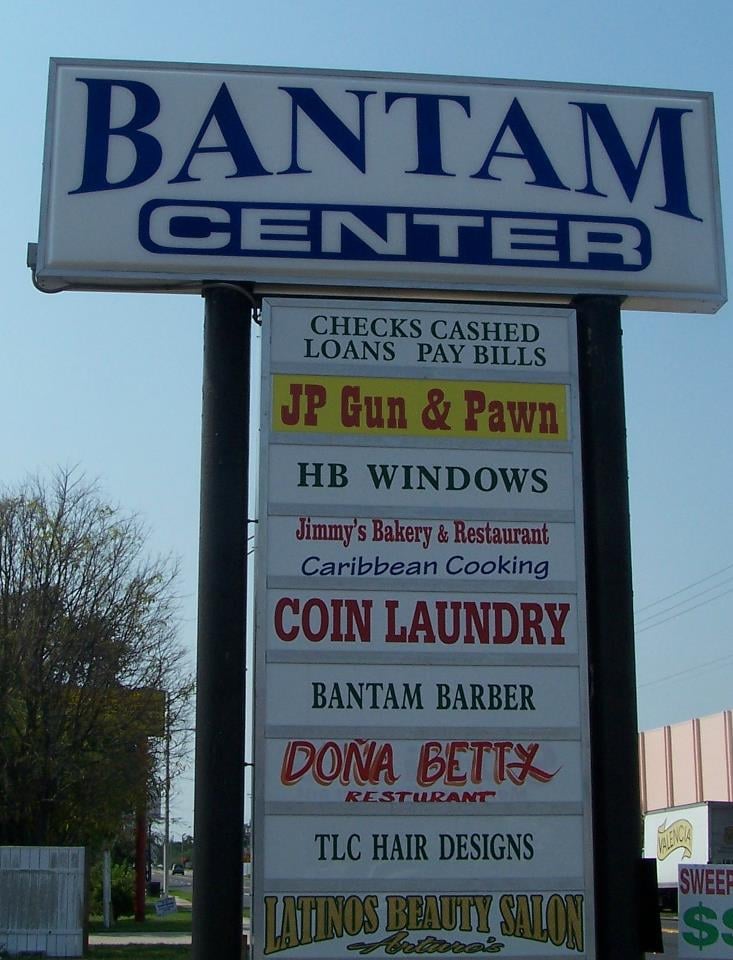 BANTAM
CENTER
CHECKS CASHED
LOANS PAY BILLS
JP Gun & Pawn
HB WINDOWS
Jimmy's Bakery & Restaurant
Caribbean Cooking
COIN LAUNDRY
BANTAM BARBER
DOÑA BETTY
RESTURANT
TLC HAIR DESIGNS
LATINOS BEAUTY SALON
Arturo's
VALENCIA
SWEEP
$$